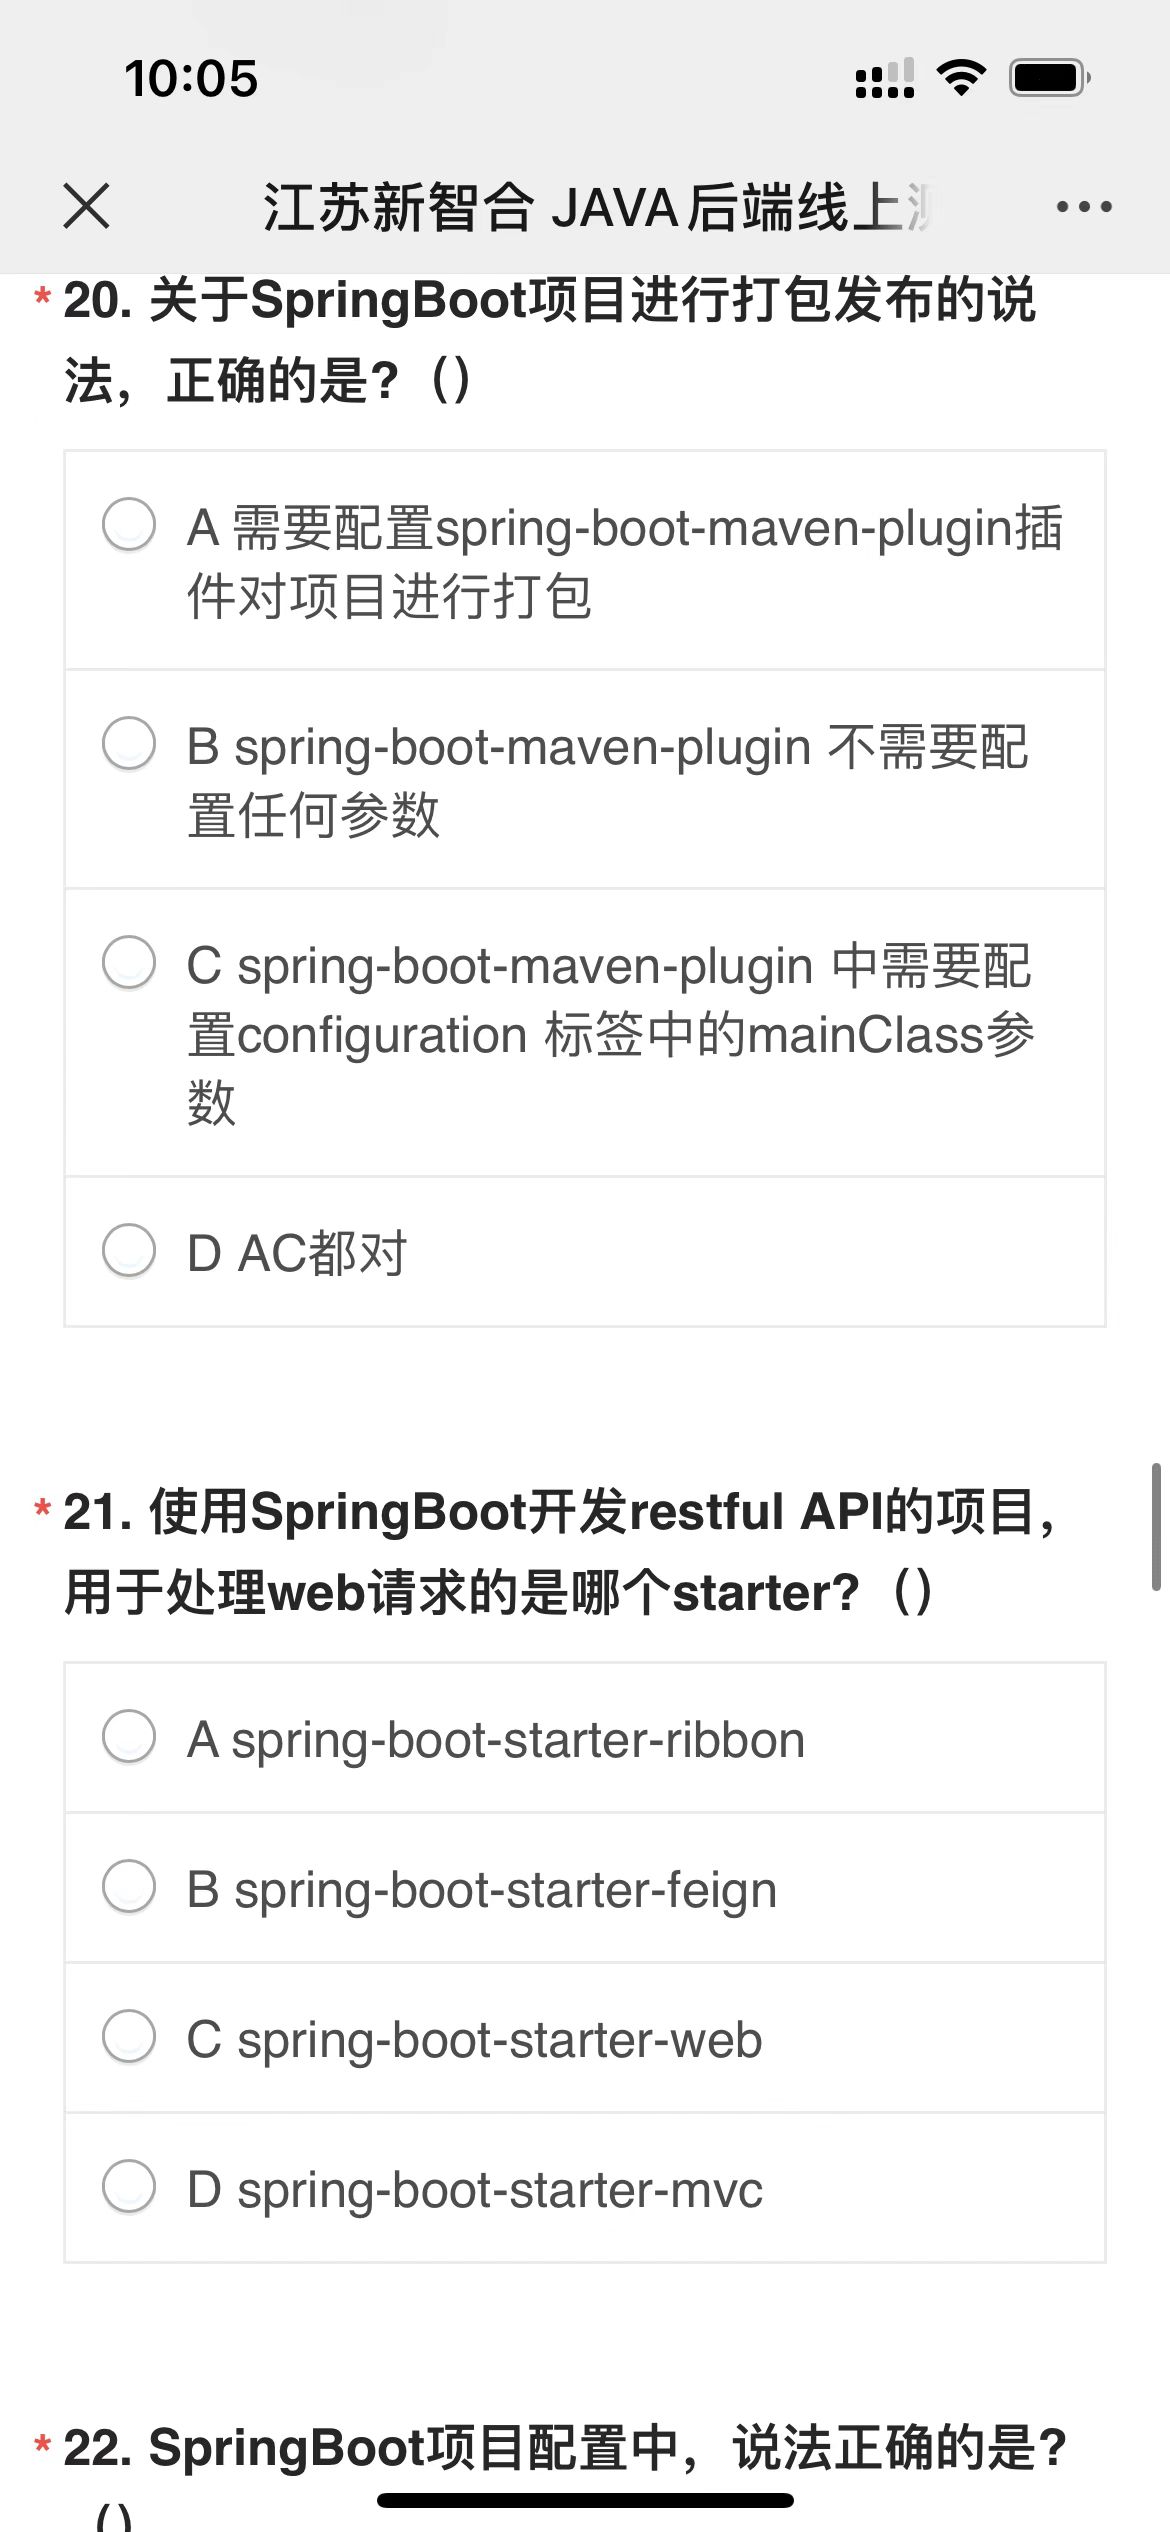 10:05
江苏新智合 JAVA后端线上
* 20. 关于SpringBoot项目进行打包发布的说
法，正确的是?（）
A 需要配置spring-boot-maven-plugin插
件对项目进行打包
B spring-boot-maven-plugin 不需要配
置任何参数
C spring-boot-maven-plugin 中需要配
置configuration 标签中的mainClass参
数
D AC都对
* 21. 使用SpringBoot开发restful API的项目，
用于处理web请求的是哪个starter?（）
A spring-boot-starter-ribbon
B spring-boot-starter-feign
C spring-boot-starter-web
D spring-boot-starter-mvc
* 22. SpringBoot项目配置中，说法正确的是?
（）